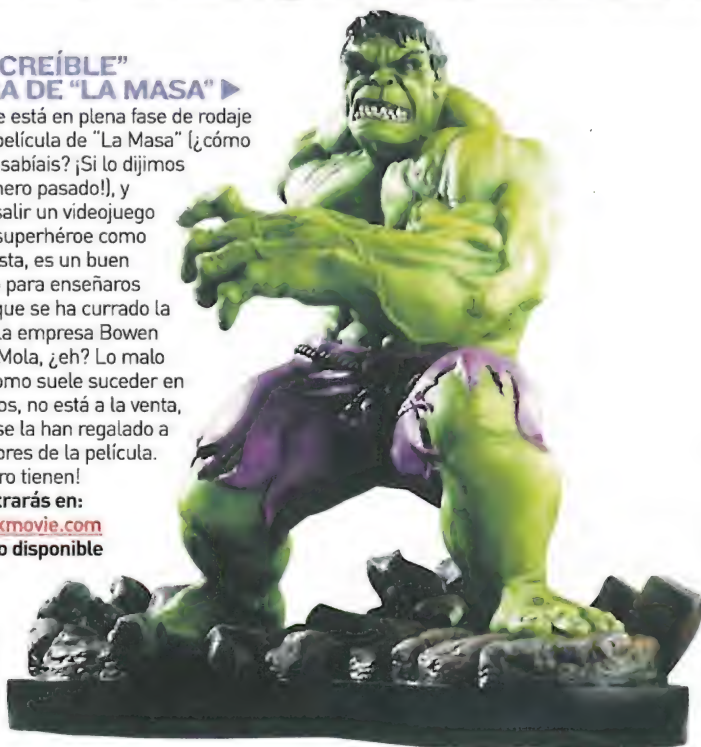 CREÍBLE"
A DE "LA MASA" ▶
e está en plena fase de rodaje
película de "La Masa" (¿cómo
sabíais? ¡Si lo dijimos
nero pasado!), y
salir un videojuego
superhéroe como
sta, es un buen
para enseñaros
que se ha currado la
la empresa Bowen
Mola, ¿eh? Lo malo
omo suele suceder en
os, no está a la venta,
se la han regalado a
ores de la película.
ro tienen!
trarás en:
kmovie.com
o disponible